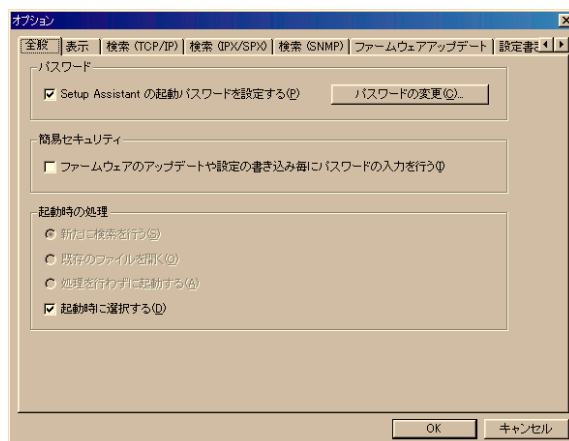 オプション
全般 表示 検索 (TCP/IP) 検索 (IPX/SPX) 検索 (SNMP) ファームウェアアップデート 設定書き
パスワード
Setup Assistant の起動パスワードを設定する(P) パスワードの変更(C)...
簡易セキュリティ
ファームウェアのアップデートや設定の書き込み毎にパスワードの入力を行う(I)
起動時の処理
新たに検索を行う(S)
既存のファイルを開く(O)
処理を行わずに起動する(A)
起動時に選択する(D)
OK キャンセル